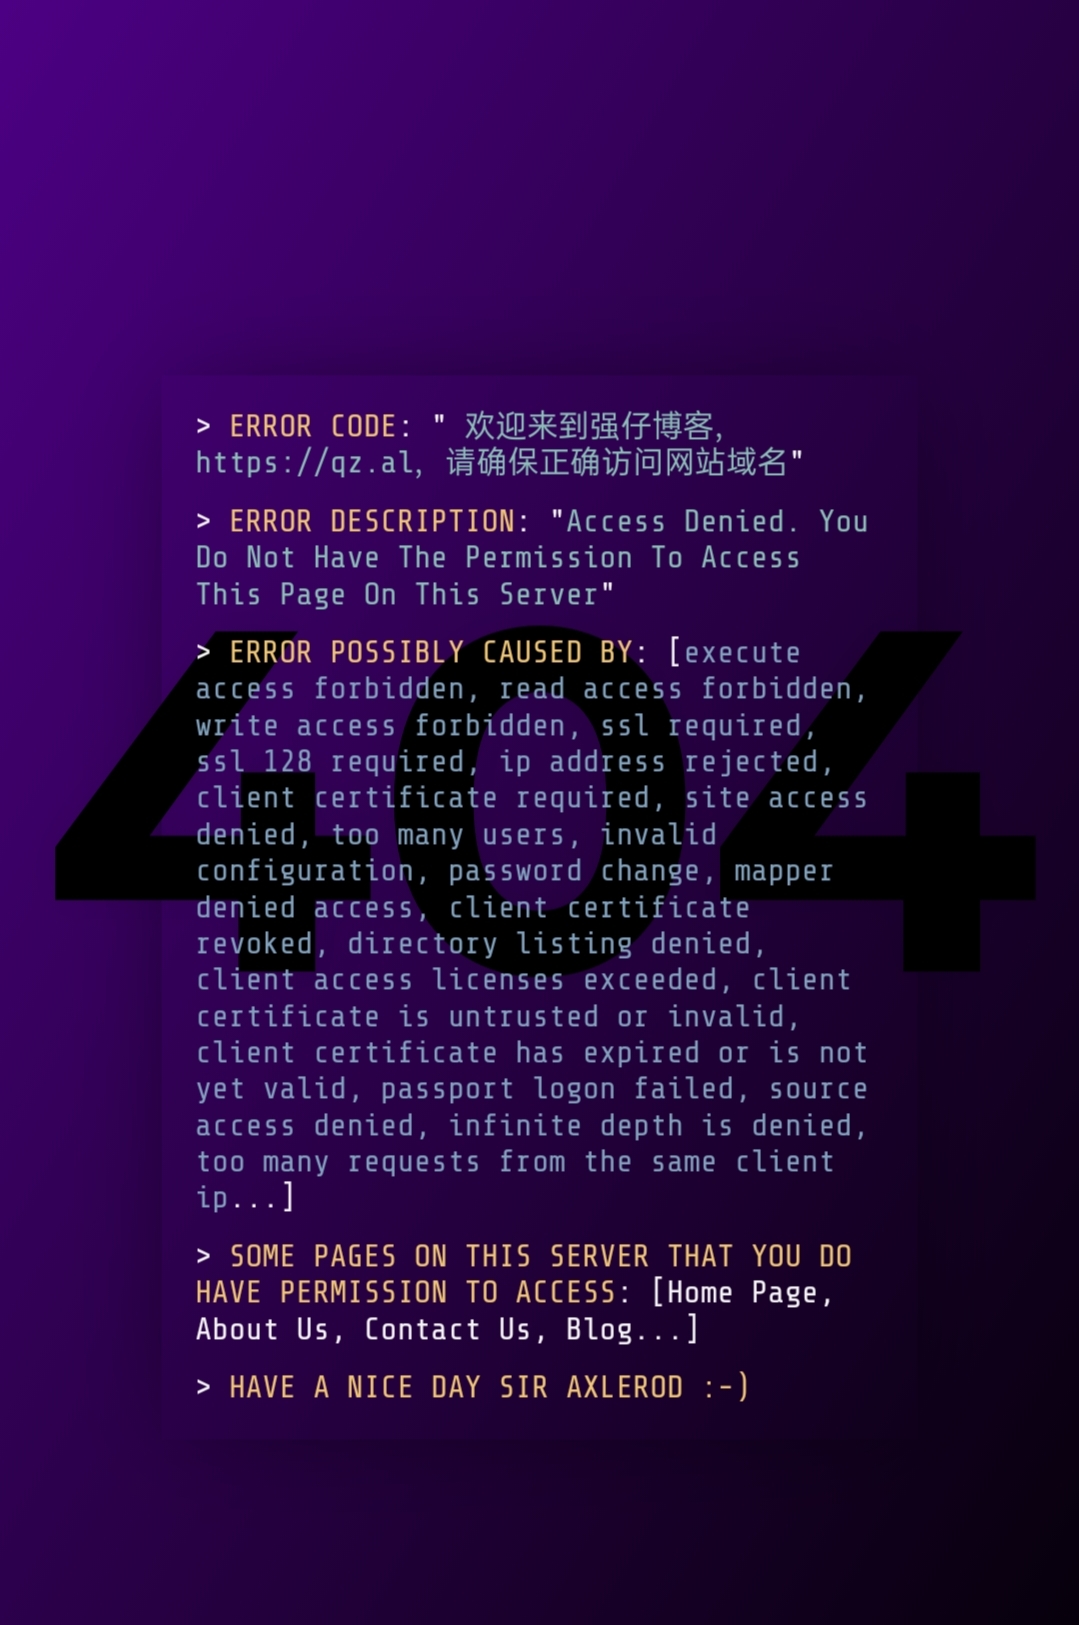 > ERROR CODE: " 欢迎来到强仔博客,
https://qz.al, 请确保正确访问网站域名"
> ERROR DESCRIPTION: "Access Denied. You
Do Not Have The Permission To Access
This Page On This Server"
404
> ERROR POSSIBLY CAUSED BY: [execute
access forbidden, read access forbidden,
write access forbidden, ssl required,
ssl 128 required, ip address rejected,
client certificate required, site access
denied, too many users, invalid
configuration, password change, mapper
denied access, client certificate
revoked, directory listing denied,
client access licenses exceeded, client
certificate is untrusted or invalid,
client certificate has expired or is not
yet valid, passport logon failed, source
access denied, infinite depth is denied,
too many requests from the same client
ip...]
> SOME PAGES ON THIS SERVER THAT YOU DO
HAVE PERMISSION TO ACCESS: [Home Page,
About Us, Contact Us, Blog...]
> HAVE A NICE DAY SIR AXLEROD :-)